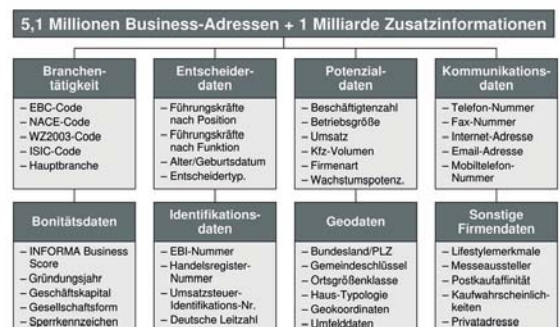 5,1 Millionen Business-Adressen + 1 Milliarde Zusatzinformationen
Branchen-
tätigkeit
– EBC-Code
– NACE-Code
– WZ2003-Code
– ISIC-Code
– Hauptbranche
Entscheider-
daten
– Führungskräfte
nach Position
– Führungskräfte
nach Funktion
– Alter/Geburtsdatum
– Entscheidertyp.
Potenzial-
daten
– Beschäftigtenzahl
– Betriebsgröße
– Umsatz
– Kfz-Volumen
– Firmenart
– Wachstumspotenz.
Kommunikations-
daten
– Telefon-Nummer
– Fax-Nummer
– Internet-Adresse
– Email-Adresse
– Mobiltelefon-
Nummer
Bonitätsdaten
– INFORMA Business
Score
– Gründungsjahr
– Geschäftskapital
– Gesellschaftsform
– Sperrkennzeichen
Identifikations-
daten
– EBI-Nummer
– Handelsregister-
Nummer
– Umsatzsteuer-
Identifikations-Nr.
– Deutsche Leitzahl
Geodaten
– Bundesland/PLZ
– Gemeindeschlüssel
– Ortsgrößenklasse
– Haus-Typologie
– Geokoordinaten
– Umfelddaten
Sonstige
Firmendaten
– Lifestylemerkmale
– Messeaussteller
– Postkaufaffinität
– Kaufwahrscheinlich-
keiten
– Privatadresse